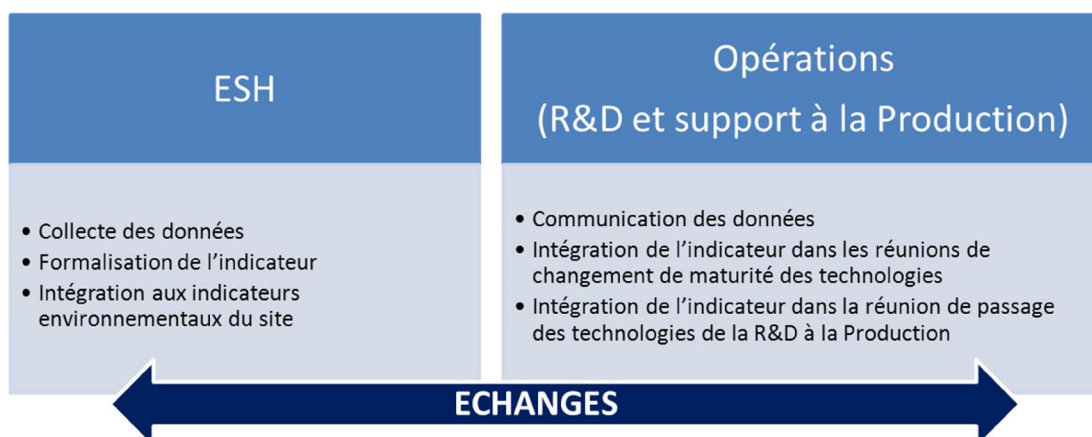 ESH
• Collecte des données
• Formalisation de l’indicateur
• Intégration aux indicateurs
environnementaux du site
Opérations
(R&D et support à la Production)
• Communication des données
• Intégration de l’indicateur dans les réunions de
changement de maturité des technologies
• Intégration de l’indicateur dans la réunion de passage
des technologies de la R&D à la Production
ECHANGES